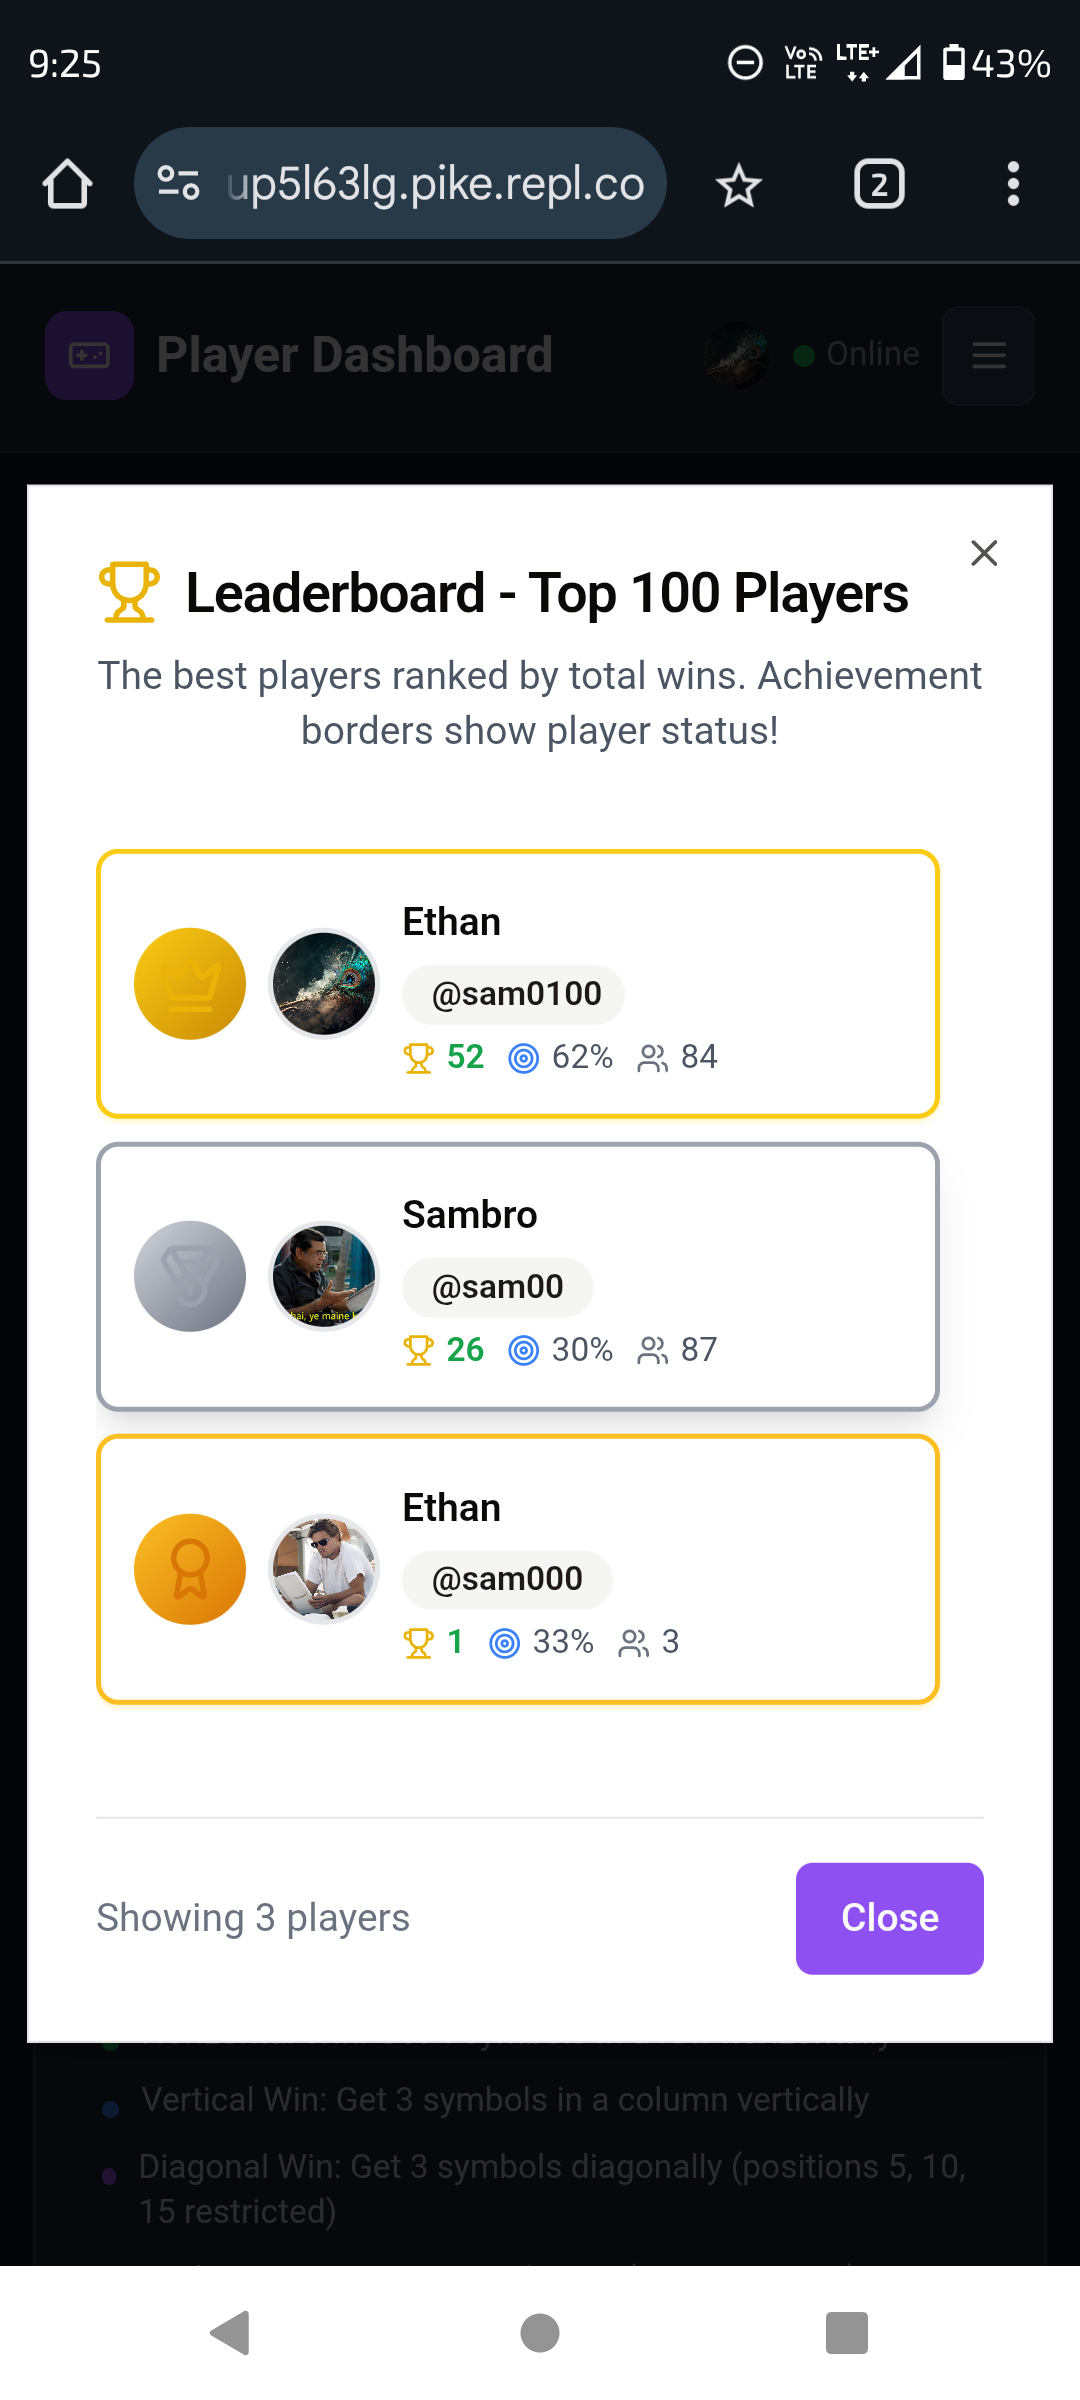 9:25
Vo LTE
LTE+
43%
up5l63lg.pike.repl.co
2
Player Dashboard
Online
Leaderboard - Top 100 Players
The best players ranked by total wins. Achievement
borders show player status!
Ethan
@sam0100
52 62% 84
Sambro
@sam00
hai, ye maine
26 30% 87
Ethan
@sam000
1 33% 3
Showing 3 players
Close
Vertical Win: Get 3 symbols in a column vertically
Diagonal Win: Get 3 symbols diagonally (positions 5, 10,
15 restricted)